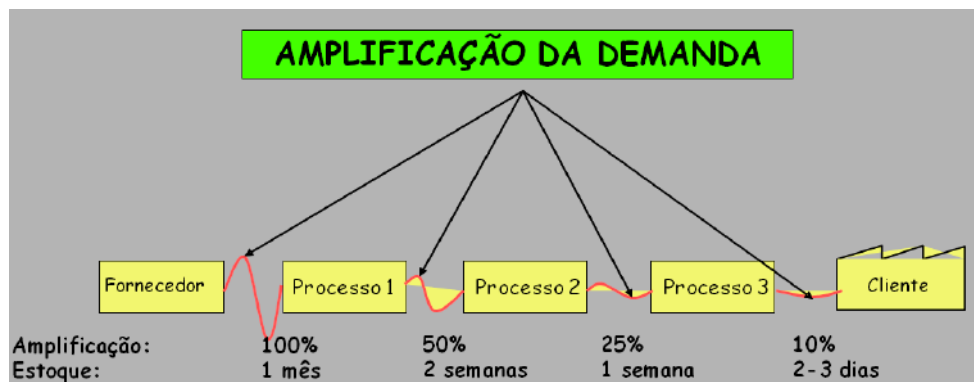 AMPLIFICAÇÃO DA DEMANDA
Fornecedor Processo 1 Processo 2 Processo 3 Cliente
Amplificação: 100% 50% 25% 10%
Estoque: 1 mês 2 semanas 1 semana 2-3 dias